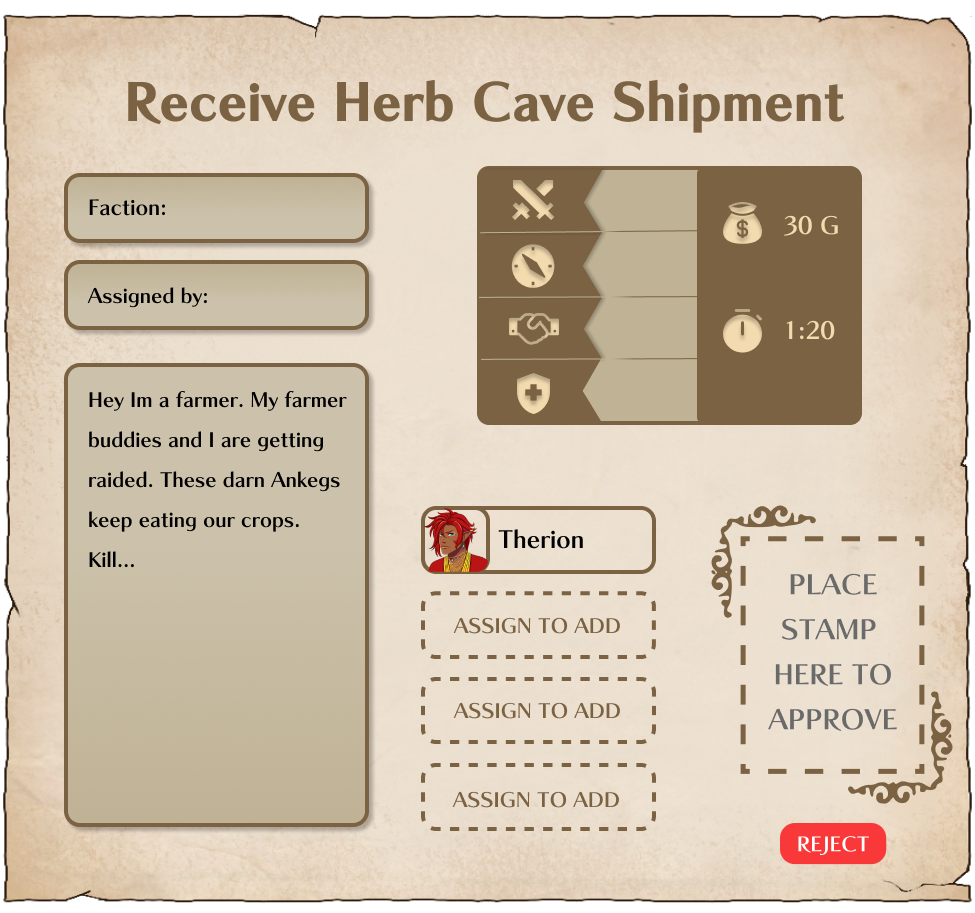 Receive Herb Cave Shipment
Faction:
Assigned by:
Hey Im a farmer. My farmer
buddies and I are getting
raided. These darn Ankegs
keep eating our crops.
Kill...
$
30 G
1:20
Therion
ASSIGN TO ADD
ASSIGN TO ADD
ASSIGN TO ADD
PLACE
STAMP
HERE TO
APPROVE
REJECT